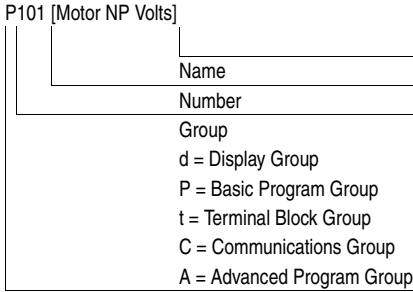 P101 [Motor NP Volts]
Name
Number
Group
d = Display Group
P = Basic Program Group
t = Terminal Block Group
C = Communications Group
A = Advanced Program Group